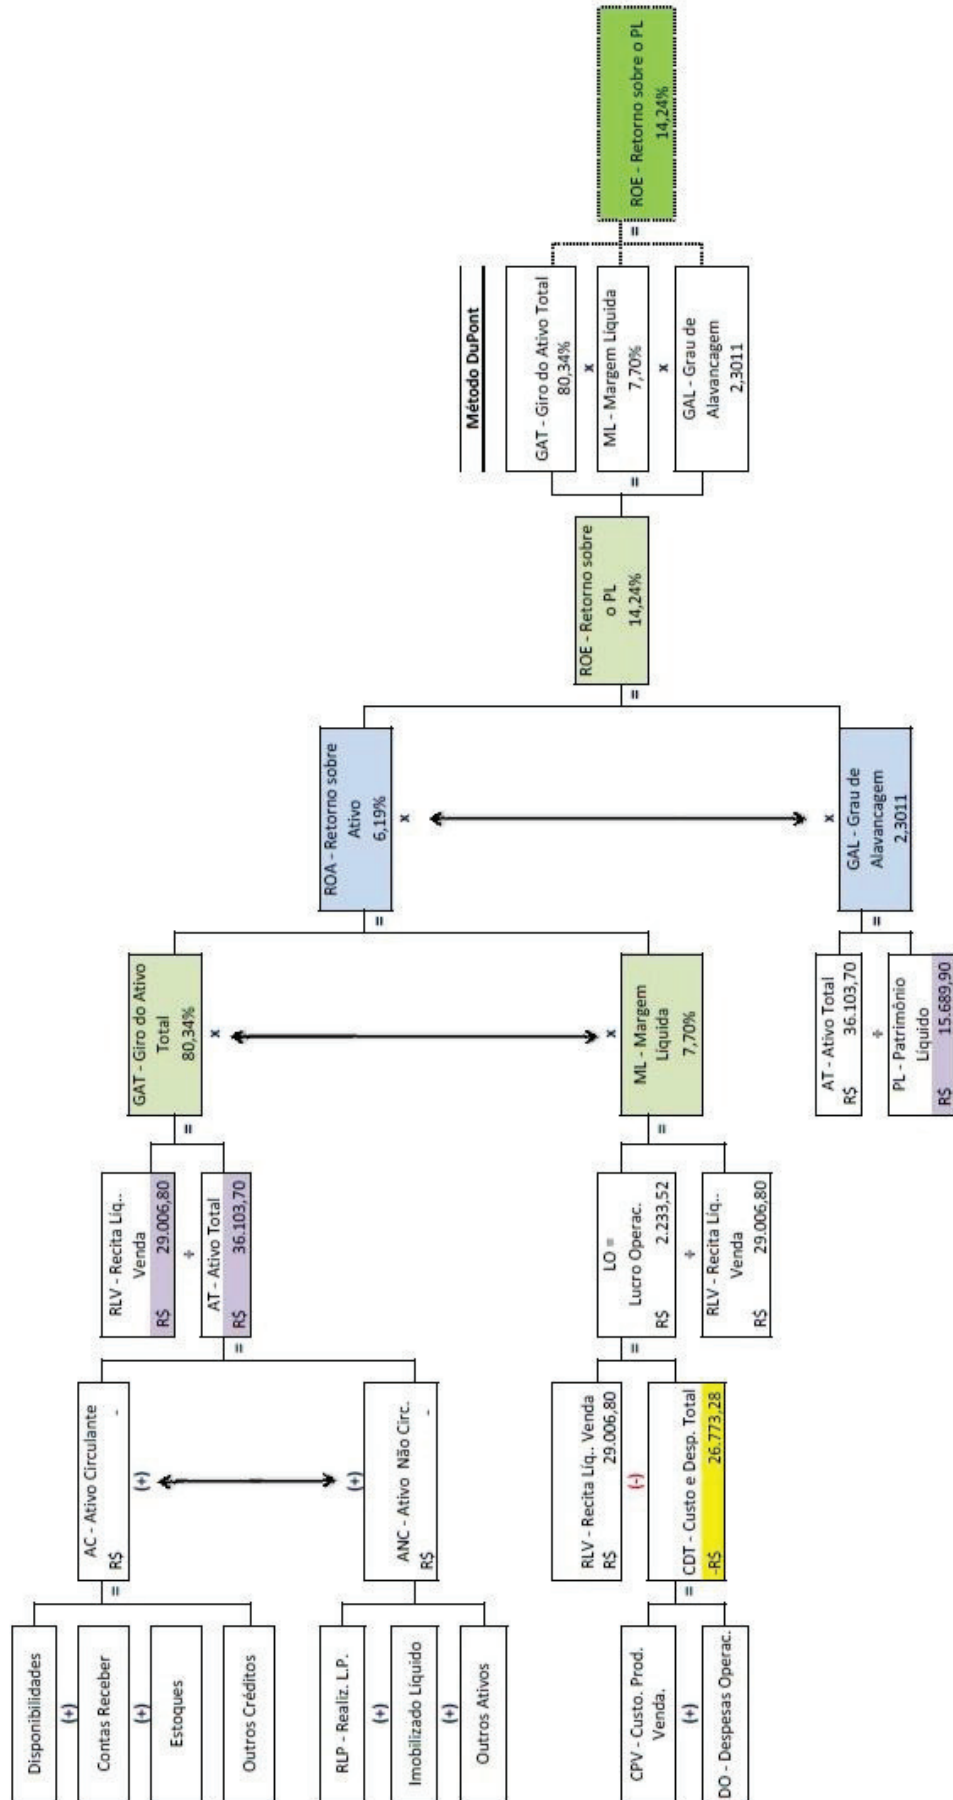 Disponibilidades
(+)
Contas Receber
(+)
Estoques
Outros Créditos
=
AC - Ativo Circulante
R$ -
(+)
RLP - Realiz. L.P.
(+)
Imobilizado Líquido
(+)
Outros Ativos
(+)
ANC - Ativo Não Circ.
R$ -
=
RLV - Recita Líq..
Venda
R$ 29.006,80
÷
AT - Ativo Total
R$ 36.103,70
=
GAT - Giro do Ativo
Total
80,34%
x
CPV - Custo. Prod.
Venda.
(+)
DO - Despesas Operac.
=
RLV - Recita Líq.. Venda
R$ 29.006,80
(-)
CDT - Custo e Desp. Total
-R$ 26.773,28
=
LO =
Lucro Operac.
R$ 2.233,52
÷
RLV - Recita Líq..
Venda
R$ 29.006,80
=
x
ML - Margem
Líquida
7,70%
=
ROA - Retorno sobre
Ativo
6,19%
x
AT - Ativo Total
R$ 36.103,70
÷
PL - Patrimônio
Líquido
R$ 15.689,90
=
x
GAL - Grau de
Alavancagem
2,3011
=
ROE - Retorno sobre
o PL
14,24%
=
Método DuPont
GAT - Giro do Ativo Total
80,34%
x
ML - Margem Líquida
7,70%
x
GAL - Grau de
Alavancagem
2,3011
=
ROE - Retorno sobre o PL
14,24%